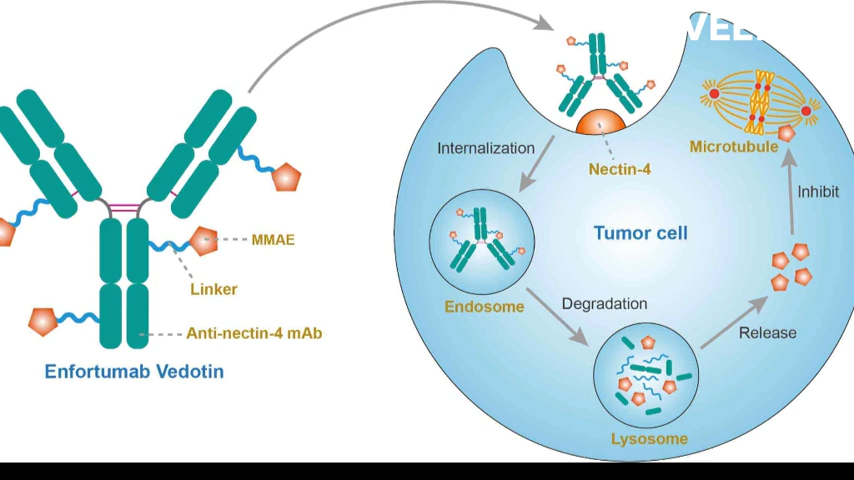 VEE
Internalization
Nectin-4
Microtubule
Inhibit
Tumor cell
MMAE
Linker
Anti-nectin-4 mAb
Enfortumab Vedotin
Endosome
Degradation
Release
Lysosome